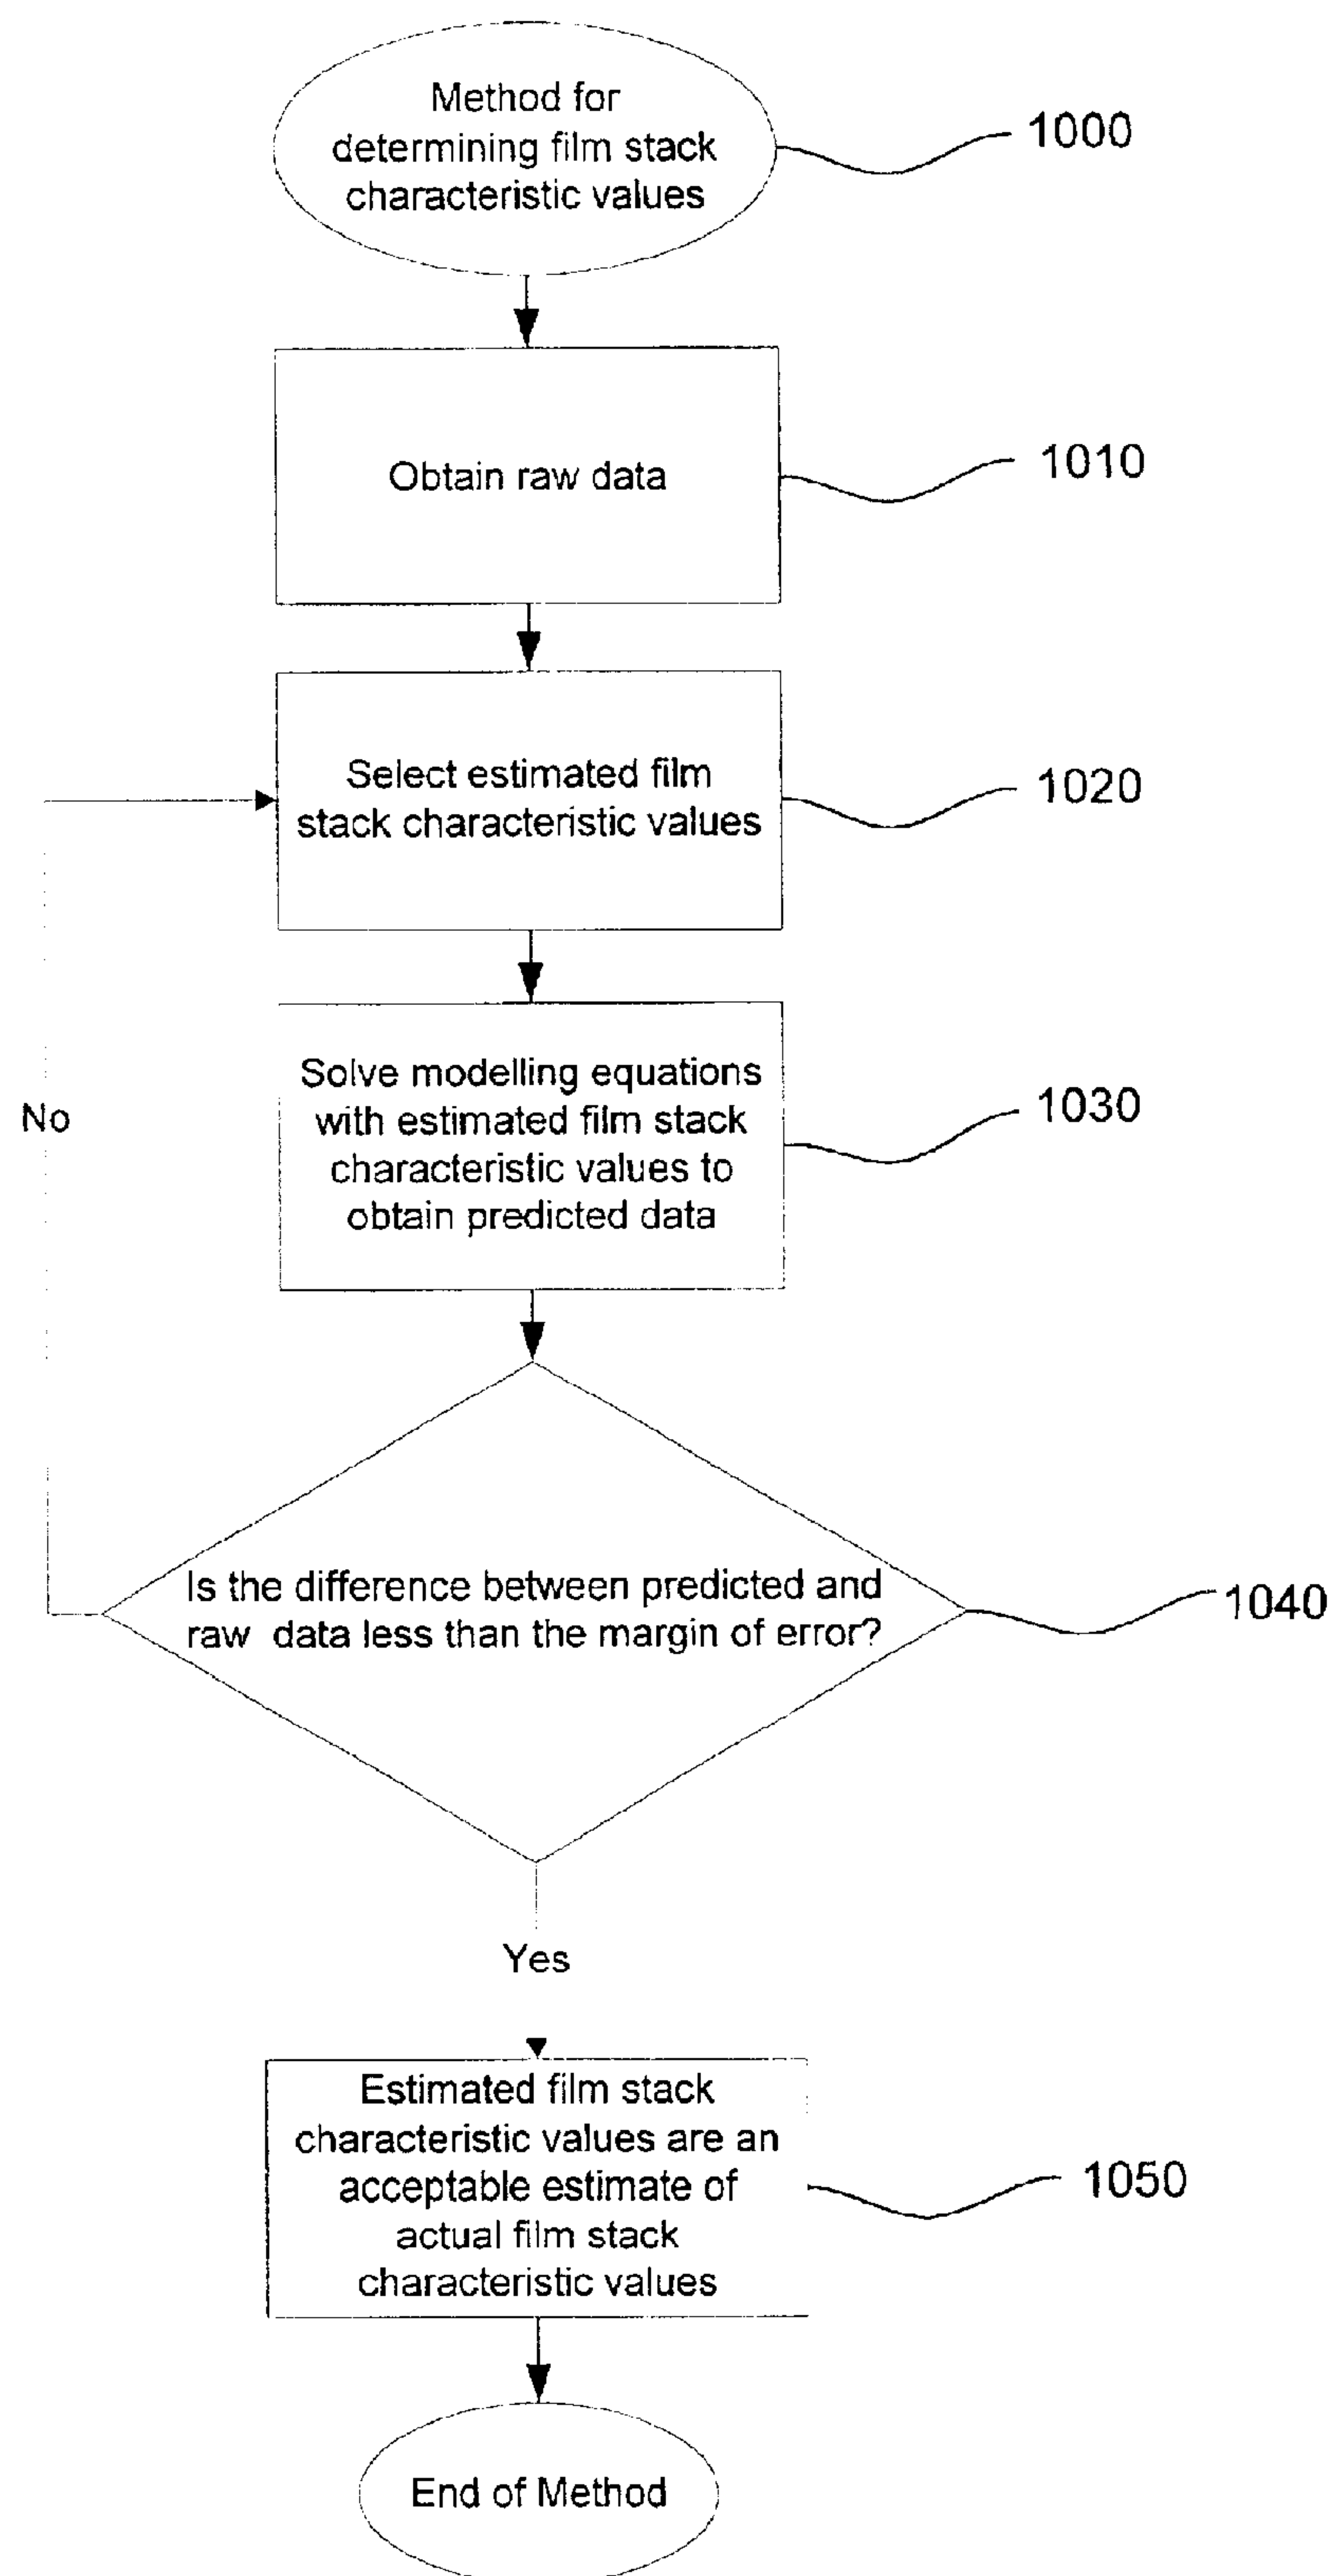 Method for
determining film stack
characteristic values
1000
Obtain raw data
1010
Select estimated film
stack characteristic values
1020
Solve modelling equations
with estimated film stack
characteristic values to
obtain predicted data
1030
No
Is the difference between predicted and
raw data less than the margin of error?
1040
Yes
Estimated film stack
characteristic values are an
acceptable estimate of
actual film stack
characteristic values
1050
End of Method